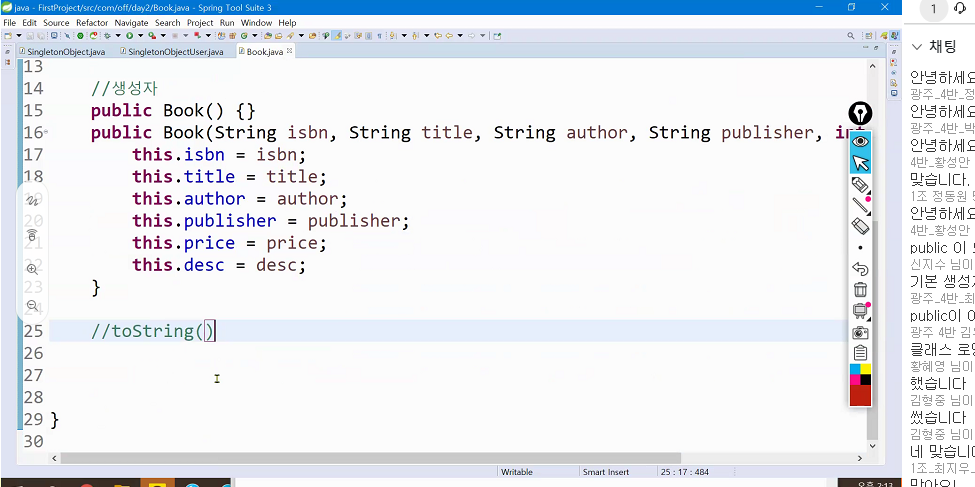 java - FirstProject/src/com/off/day2/Book.java - Spring Tool Suite 3
File Edit Source Refactor Navigate Search Project Run Window Help
SingletonObject.java SingletonObjectUser.java Book.java
13
14 //생성자
15 public Book() {}
16 public Book(String isbn, String title, String author, String publisher, int
17 this.isbn = isbn;
18 this.title = title;
19 this.author = author;
20 this.publisher = publisher;
21 this.price = price;
22 this.desc = desc;
23 }
24
25 //toString()
26
27
28
29 }
30
Writable Smart Insert 25 : 17 : 484
1
채팅
안녕하세요
광주_4반_정
안녕하세요
광주_4반_박
안녕하세요
4반_황성안
맞습니다.
1조 정동원
안녕하세요
4반_황성안
public 이
신지수 님이
기본 생성자
광주_4반_최
public이
광주 4반 김
클래스
황혜영 님이
했습니다
김형중 님이
썼습니다
김형중 님이
네 맞습니다
1조_최지우_